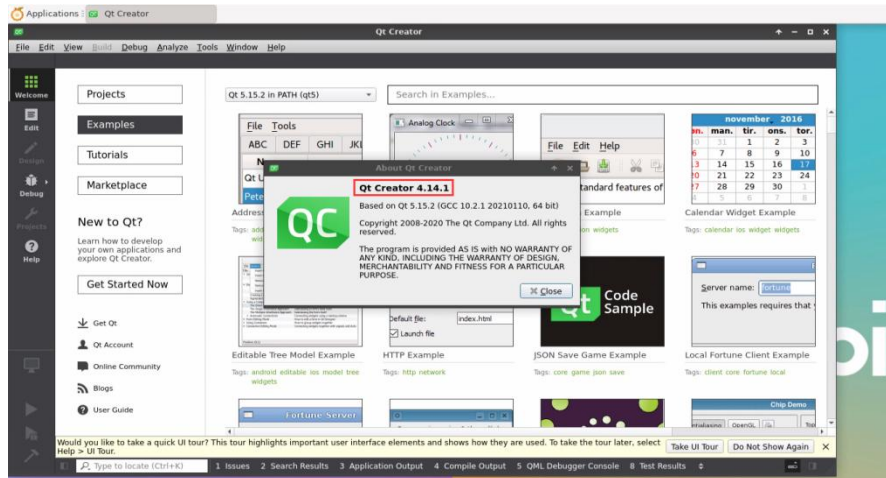 Applications Qt Creator
Qt Creator
File Edit View Build Debug Analyze Tools Window Help
Welcome
Edit
Design
Debug
Projects
Help
Projects
Examples
Tutorials
Marketplace
New to Qt?
Learn how to develop
your own applications and
explore Qt Creator.
Get Started Now
Get Qt
Qt Account
Online Community
Blogs
User Guide
Qt 5.15.2 in PATH (qt5)
Search in Examples...
File Tools
ABC DEF GHI JKL
Analog Clock
File Edit Help
tandard features of
november, 2016
man. tir. ons. tor.
31 1 2 3
7 8 9 10
14 15 16 17
21 22 23 24
28 29 30 1
5 6 7 8
About Qt Creator
Qt Creator 4.14.1
Based on Qt 5.15.2 (GCC 10.2.1 20210110, 64 bit)
Copyright 2008-2020 The Qt Company Ltd. All rights
reserved.
The program is provided AS IS with NO WARRANTY OF
ANY KIND, INCLUDING THE WARRANTY OF DESIGN,
MERCHANTABILITY AND FITNESS FOR A PARTICULAR
PURPOSE.
Close
QC
Qt U
Pete
Address
Tags:
Example
widgets
Calendar Widget Example
Tags: calendar ios widget widgets
Default file: index.html
Launch file
Qt Code
Sample
Server name: fortune
This examples requires that
Editable Tree Model Example
Tags: android editable ios model tree
widgets
HTTP Example
Tags: http network
JSON Save Game Example
Tags: core game json save
Local Fortune Client Example
Tags: client core fortune local
Fortune Server
Chip Demo
OpenGL
Would you like to take a quick UI tour? This tour highlights important user interface elements and shows how they are used. To take the tour later, select
Help > UI Tour.
Take UI Tour Do Not Show Again
Type to locate (Ctrl+K)
1 Issues 2 Search Results 3 Application Output 4 Compile Output 5 QML Debugger Console 8 Test Results
pi